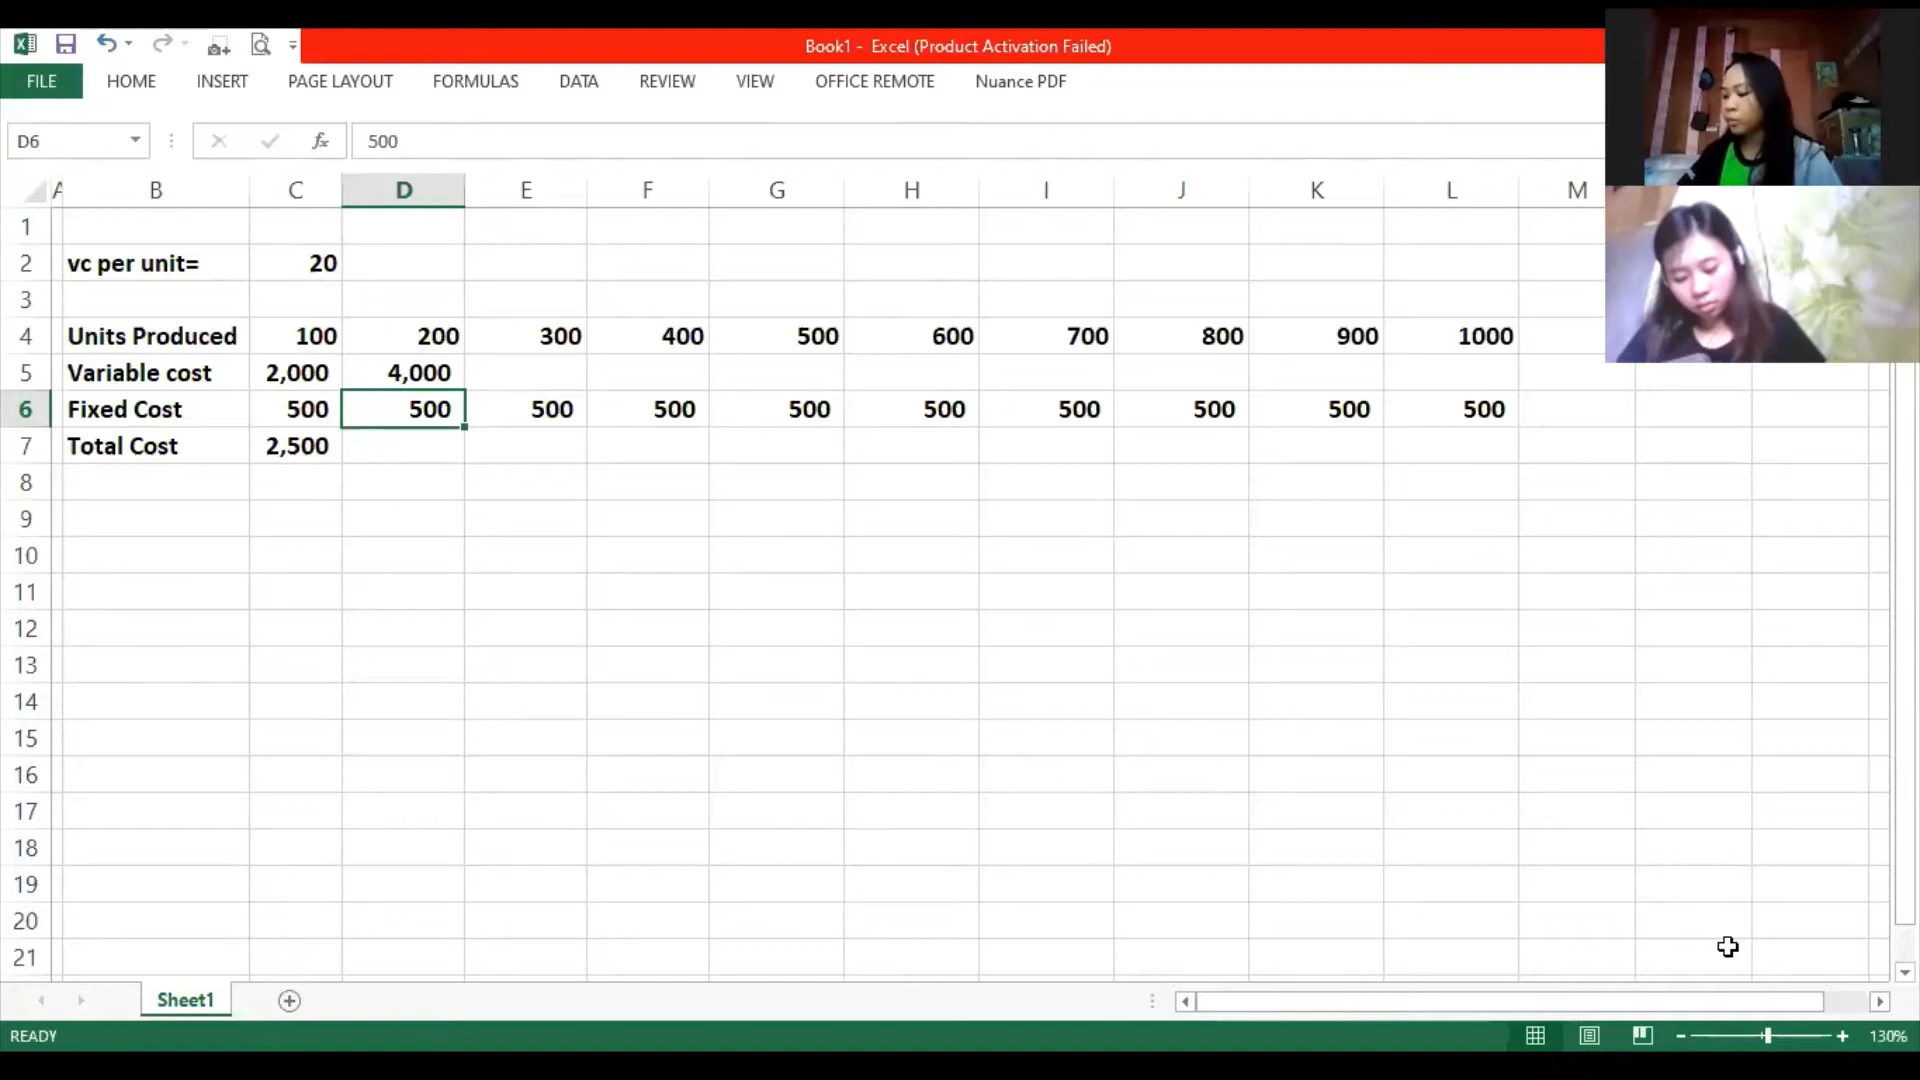 Book1 - Excel (Product Activation Failed)
FILE HOME INSERT PAGE LAYOUT FORMULAS DATA REVIEW VIEW OFFICE REMOTE Nuance PDF
D6 fx 500
A B C D E F G H I J K L M
1
2 vc per unit= 20
3
4 Units Produced 100 200 300 400 500 600 700 800 900 1000
5 Variable cost 2,000 4,000
6 Fixed Cost 500 500 500 500 500 500 500 500 500 500
7 Total Cost 2,500
8
9
10
11
12
13
14
15
16
17
18
19
20
21
Sheet1
READY 130%